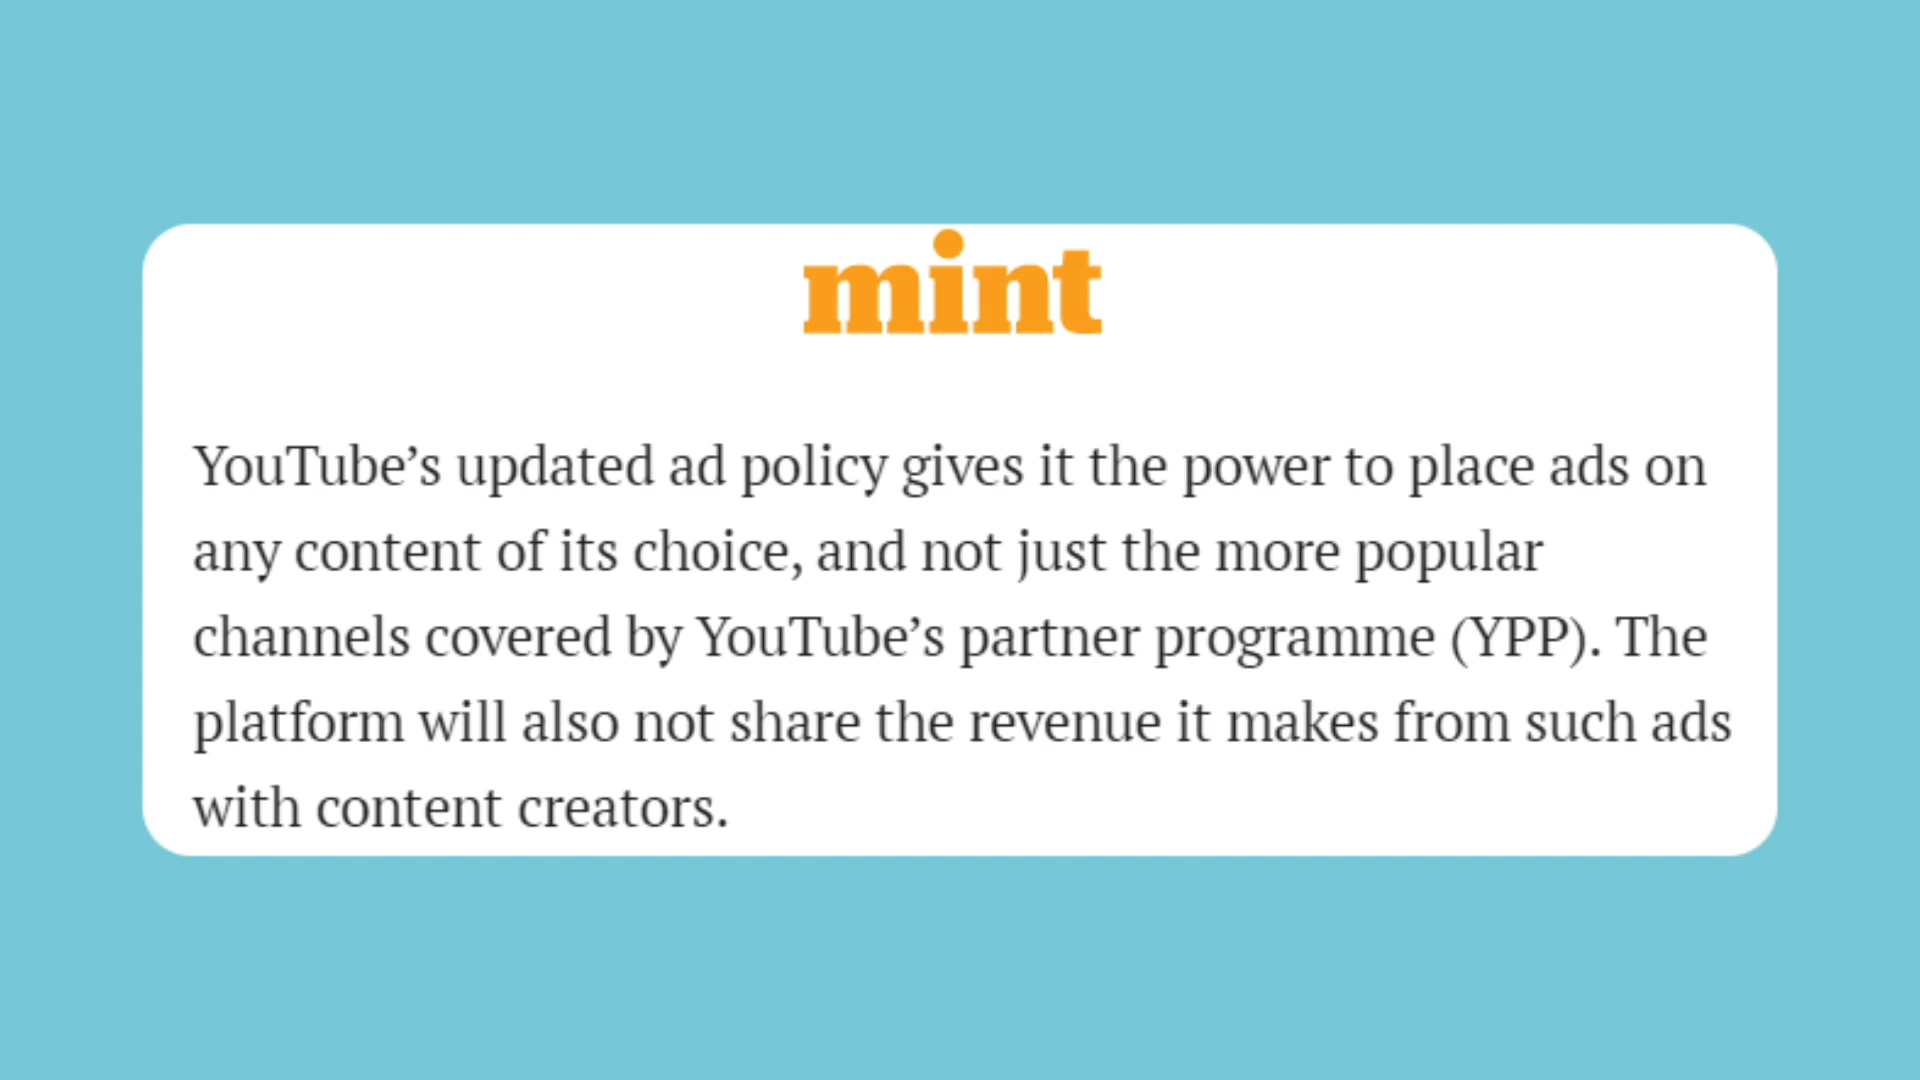 mint
YouTube’s updated ad policy gives it the power to place ads on
any content of its choice, and not just the more popular
channels covered by YouTube’s partner programme (YPP). The
platform will also not share the revenue it makes from such ads
with content creators.